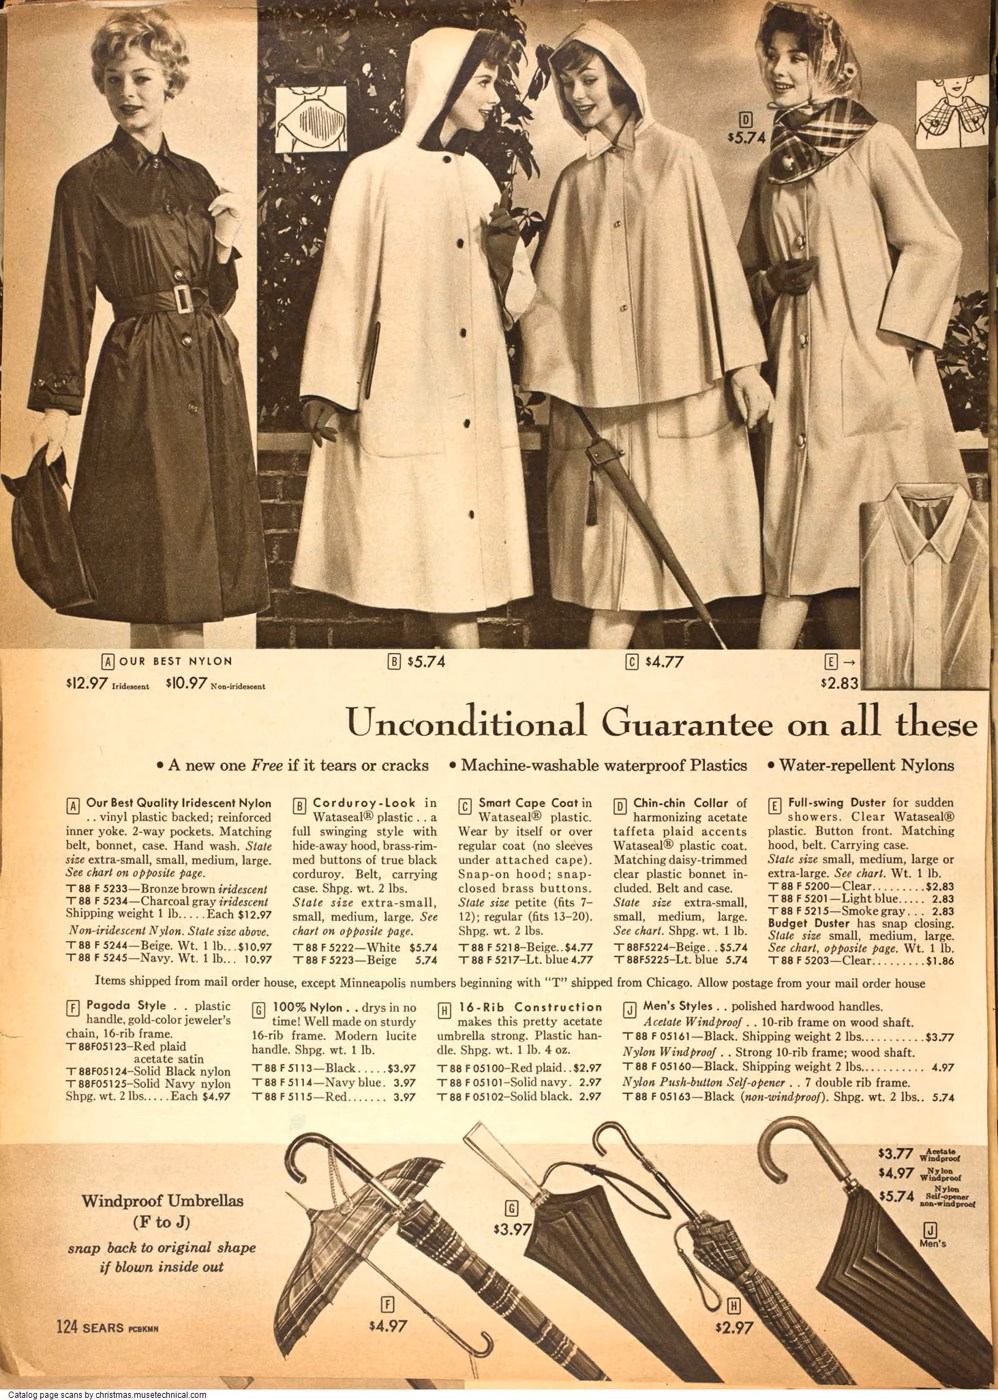 D
$5.74
A OUR BEST NYLON
$12.97 Iridescent $10.97 Non-iridescent
B $5.74
C $4.77
E →
$2.83
Unconditional Guarantee on all these
• A new one Free if it tears or cracks • Machine-washable waterproof Plastics • Water-repellent Nylons
A Our Best Quality Iridescent Nylon
. . vinyl plastic backed; reinforced
inner yoke. 2-way pockets. Matching
belt, bonnet, case. Hand wash. State
size extra-small, small, medium, large.
See chart on opposite page.
T 88 F 5233—Bronze brown iridescent
T 88 F 5234—Charcoal gray iridescent
Shipping weight 1 lb.....Each $12.97
Non-iridescent Nylon. State size above.
T 88 F 5244—Beige. Wt. 1 lb...$10.97
T 88 F 5245—Navy. Wt. 1 lb... 10.97
B Corduroy-Look in
Wataseal® plastic . . a
full swinging style with
hide-away hood, brass-rim-
med buttons of true black
corduroy. Belt, carrying
case. Shpg. wt. 2 lbs.
State size extra-small,
small, medium, large. See
chart on opposite page.
T 88 F 5222—White $5.74
T 88 F 5223—Beige 5.74
C Smart Cape Coat in
Wataseal® plastic.
Wear by itself or over
regular coat (no sleeves
under attached cape).
Snap-on hood; snap-
closed brass buttons.
State size petite (fits 7–
12); regular (fits 13–20).
Shpg. wt. 2 lbs.
T 88 F 5218—Beige..$4.77
T 88 F 5217—Lt. blue 4.77
D Chin-chin Collar of
harmonizing acetate
taffeta plaid accents
Wataseal® plastic coat.
Matching daisy-trimmed
clear plastic bonnet in-
cluded. Belt and case.
State size extra-small,
small, medium, large.
See chart. Shpg. wt. 1 lb.
T 88F5224—Beige. .$5.74
T 88F5225—Lt. blue 5.74
E Full-swing Duster for sudden
showers. Clear Wataseal®
plastic. Button front. Matching
hood, belt. Carrying case.
State size small, medium, large or
extra-large. See chart. Wt. 1 lb.
T 88 F 5200—Clear.........$2.83
T 88 F 5201—Light blue..... 2.83
T 88 F 5215—Smoke gray... 2.83
Budget Duster has snap closing.
State size small, medium, large.
See chart, opposite page. Wt. 1 lb.
T 88 F 5203—Clear.........$1.86
Items shipped from mail order house, except Minneapolis numbers beginning with "T" shipped from Chicago. Allow postage from your mail order house
F Pagoda Style . . plastic
handle, gold-color jeweler's
chain, 16-rib frame.
T 88F05123–Red plaid
acetate satin
T 88F05124–Solid Black nylon
T 88F05125–Solid Navy nylon
Shpg. wt. 2 lbs.....Each $4.97
G 100% Nylon . . drys in no
time! Well made on sturdy
16-rib frame. Modern lucite
handle. Shpg. wt. 1 lb.
T 88 F 5113—Black.....$3.97
T 88 F 5114—Navy blue. 3.97
T 88 F 5115—Red....... 3.97
H 16-Rib Construction
makes this pretty acetate
umbrella strong. Plastic han-
dle. Shpg. wt. 1 lb. 4 oz.
T 88 F 05100–Red plaid..$2.97
T 88 F 05101–Solid navy. 2.97
T 88 F 05102–Solid black. 2.97
J Men's Styles . . polished hardwood handles.
Acetate Windproof . . 10-rib frame on wood shaft.
T 88 F 05161—Black. Shipping weight 2 lbs..........$3.77
Nylon Windproof . . Strong 10-rib frame; wood shaft.
T 88 F 05160—Black. Shipping weight 2 lbs........... 4.97
Nylon Push-button Self-opener . . 7 double rib frame.
T 88 F 05163—Black (non-windproof). Shpg. wt. 2 lbs.. 5.74
Windproof Umbrellas
(F to J)
snap back to original shape
if blown inside out
F
$4.97
G
$3.97
H
$2.97
$3.77 Acetate Windproof
$4.97 Nylon Windproof
$5.74 Nylon Self-opener non-windproof
J
Men's
124 SEARS PCBKMN
Catalog page scans by christmas.musetechnical.com